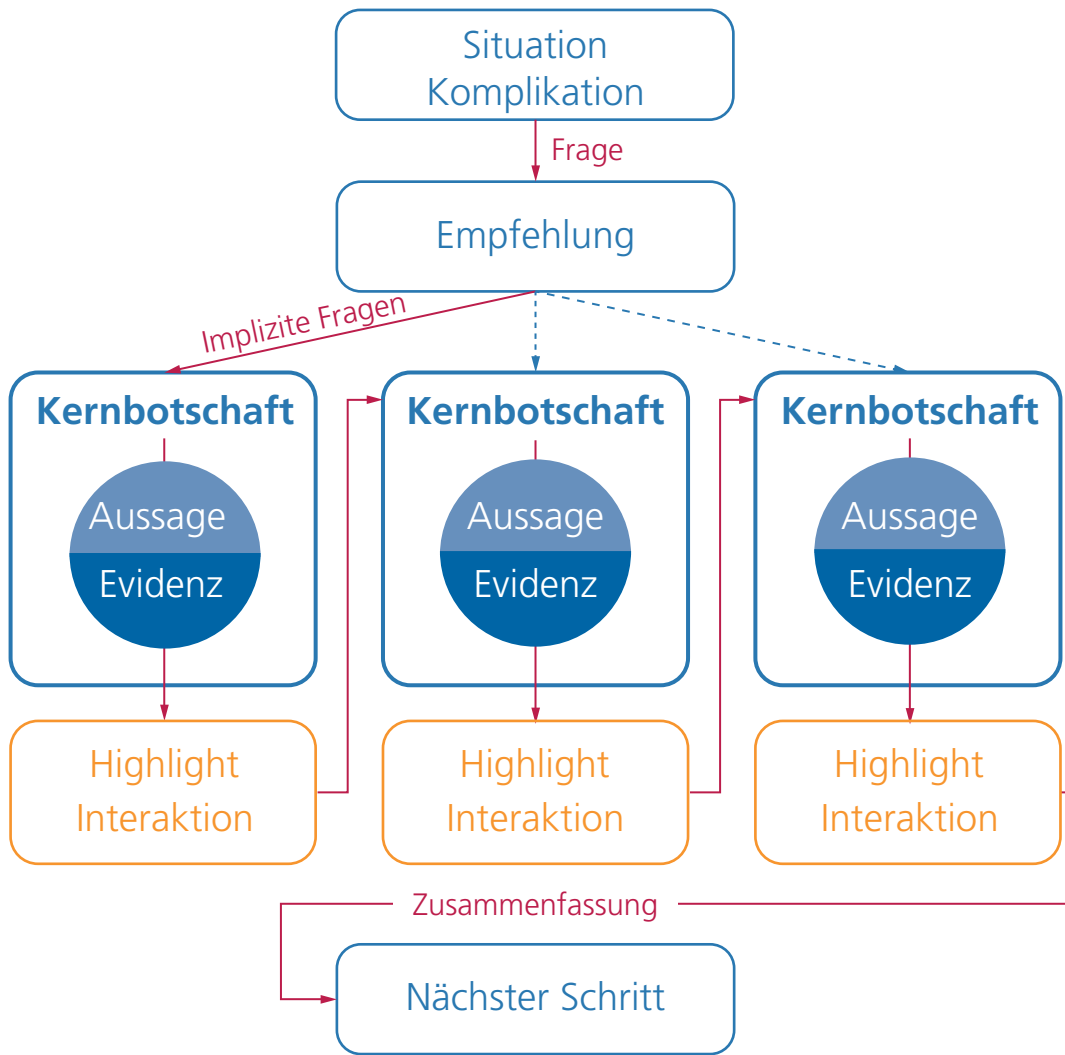 Situation
Komplikation
Frage
Empfehlung
Implizite Fragen
Kernbotschaft
Aussage
Evidenz
Highlight
Interaktion
Kernbotschaft
Aussage
Evidenz
Highlight
Interaktion
Kernbotschaft
Aussage
Evidenz
Highlight
Interaktion
Zusammenfassung
Nächster Schritt